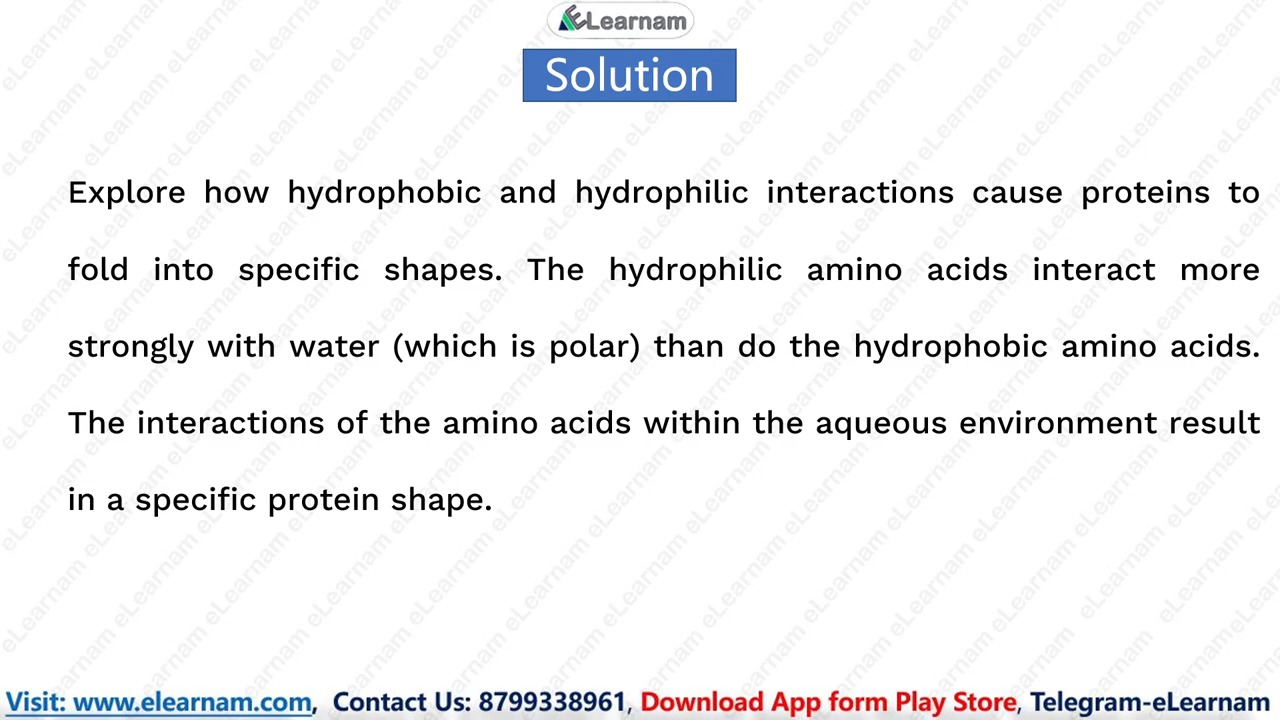 ELearnam
Solution
Explore how hydrophobic and hydrophilic interactions cause proteins to
fold into specific shapes. The hydrophilic amino acids interact more
strongly with water (which is polar) than do the hydrophobic amino acids.
The interactions of the amino acids within the aqueous environment result
in a specific protein shape.
Visit: www.elearnam.com, Contact Us: 8799338961, Download App form Play Store, Telegram-eLearnam